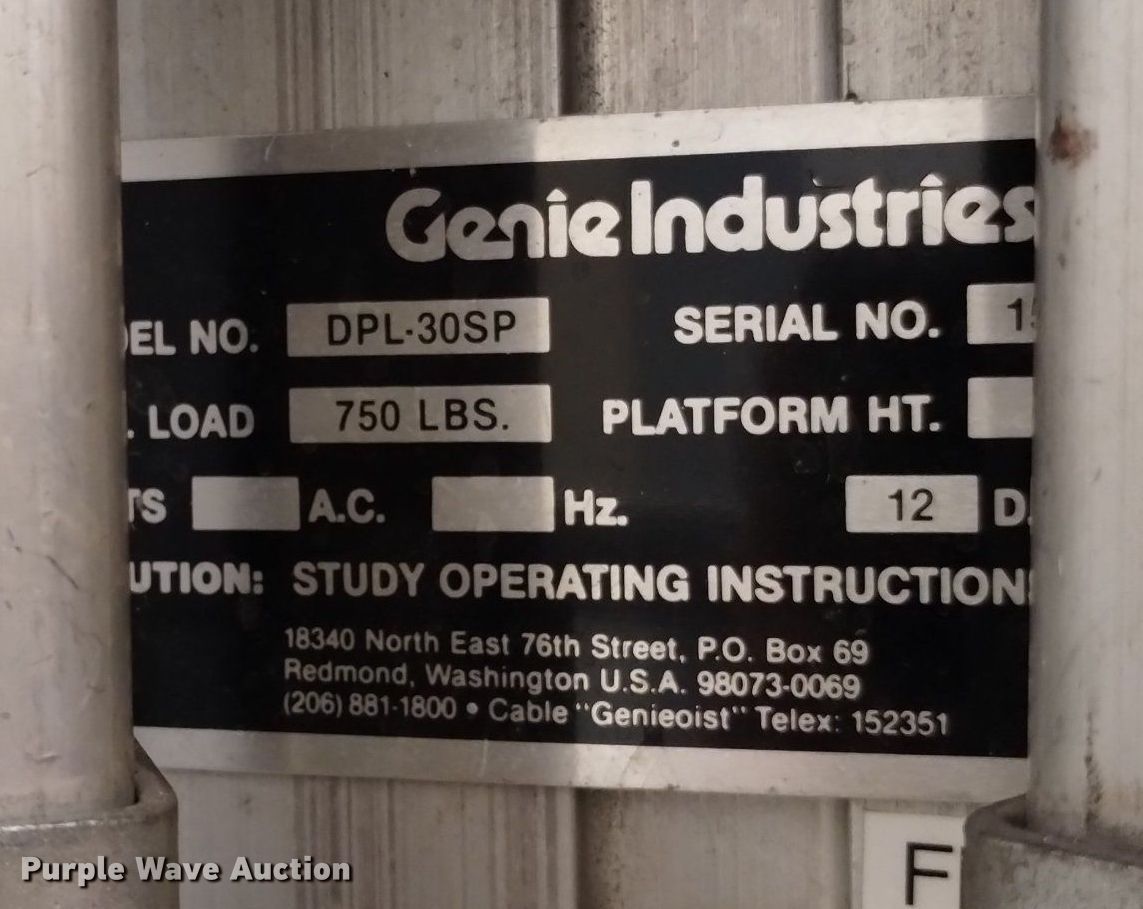 Genie Industries
DEL NO. DPL-30SP SERIAL NO. 1
. LOAD 750 LBS. PLATFORM HT.
TS A.C. Hz. 12 D.
UTION: STUDY OPERATING INSTRUCTION
18340 North East 76th Street, P.O. Box 69
Redmond, Washington U.S.A. 98073-0069
(206) 881-1800 • Cable "Genieoist" Telex: 152351
F
Purple Wave Auction